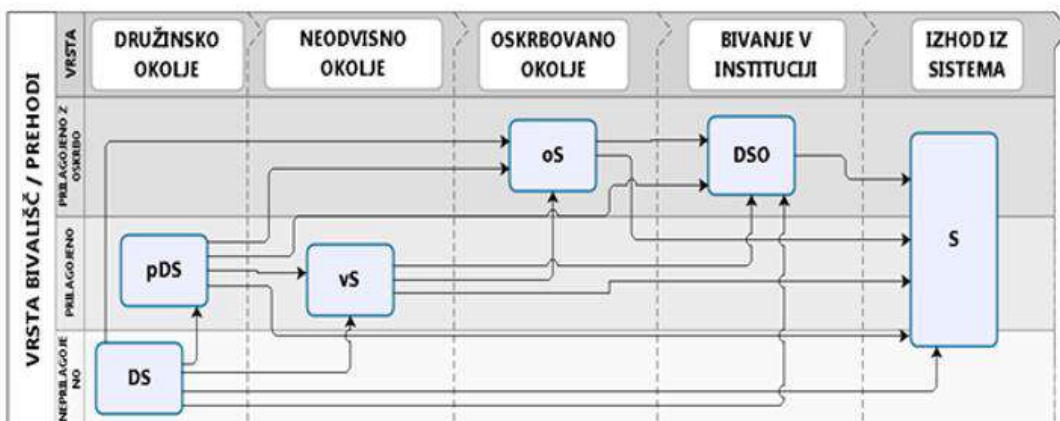 VRSTA BIVALIŠČ / PREHODI
VRSTA
DRUŽINSKO
OKOLJE
NEODVISNO
OKOLJE
OSKRBOVANO
OKOLJE
BIVANJE V
INSTITUCIJI
IZHOD IZ
SISTEMA
PRILAGOJENO Z
OSKRBO
oS
DSO
S
PRILAGOJENO
pDS
vS
NEPRILAGOJE
NO
DS